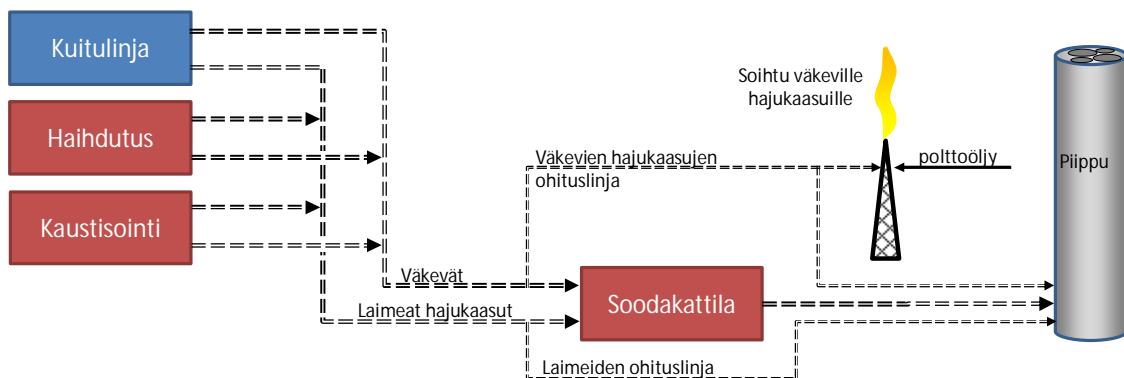 Kuitulinja
Haihdutus
Kaustisointi
Soihtu väkeville
hajukaasuille
Väkevien hajukaasujen
ohituslinja
polttoöljy
Piippu
Väkevät
Laimeat hajukaasut
Soodakattila
Laimeiden ohituslinja